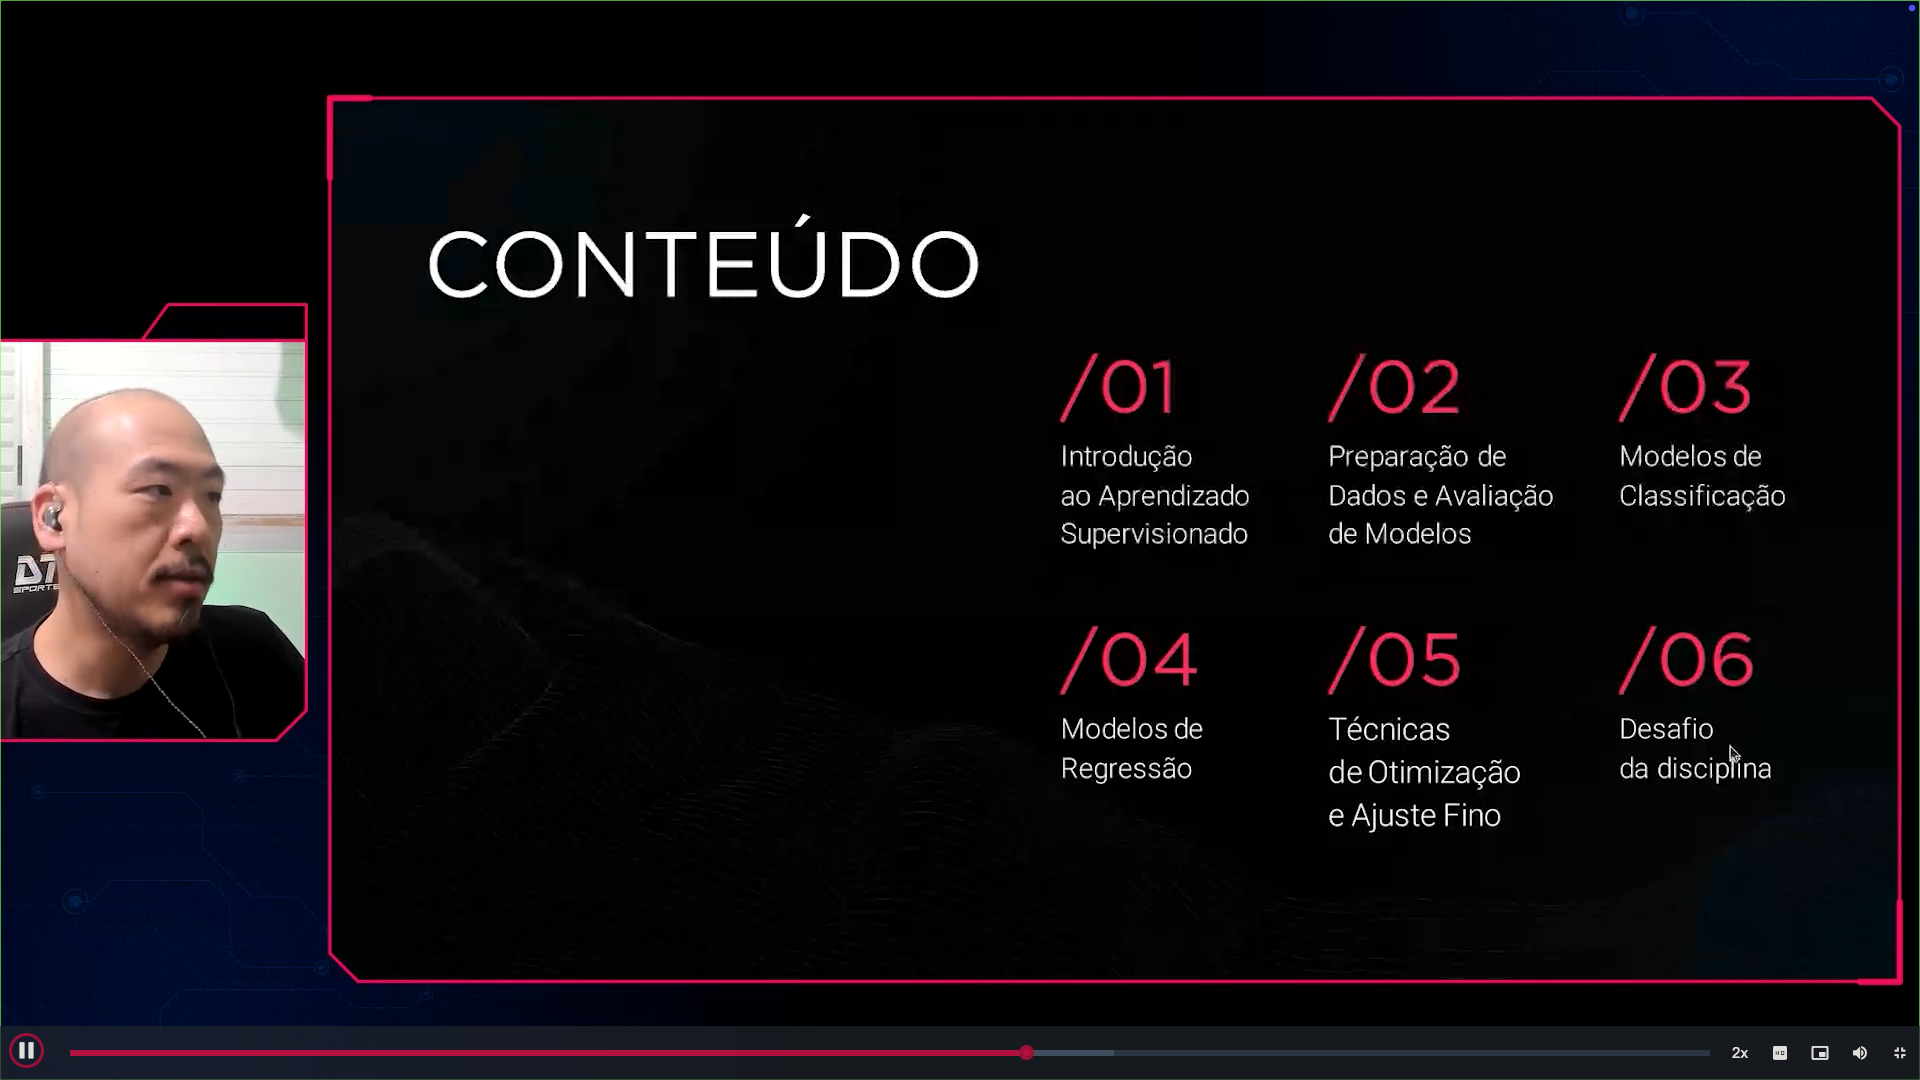 CONTEÚDO
/01
Introdução
ao Aprendizado
Supervisionado
/02
Preparação de
Dados e Avaliação
de Modelos
/03
Modelos de
Classificação
/04
Modelos de
Regressão
/05
Técnicas
de Otimização
e Ajuste Fino
/06
Desafio
da disciplina
DT
SPORTS
2x
HD